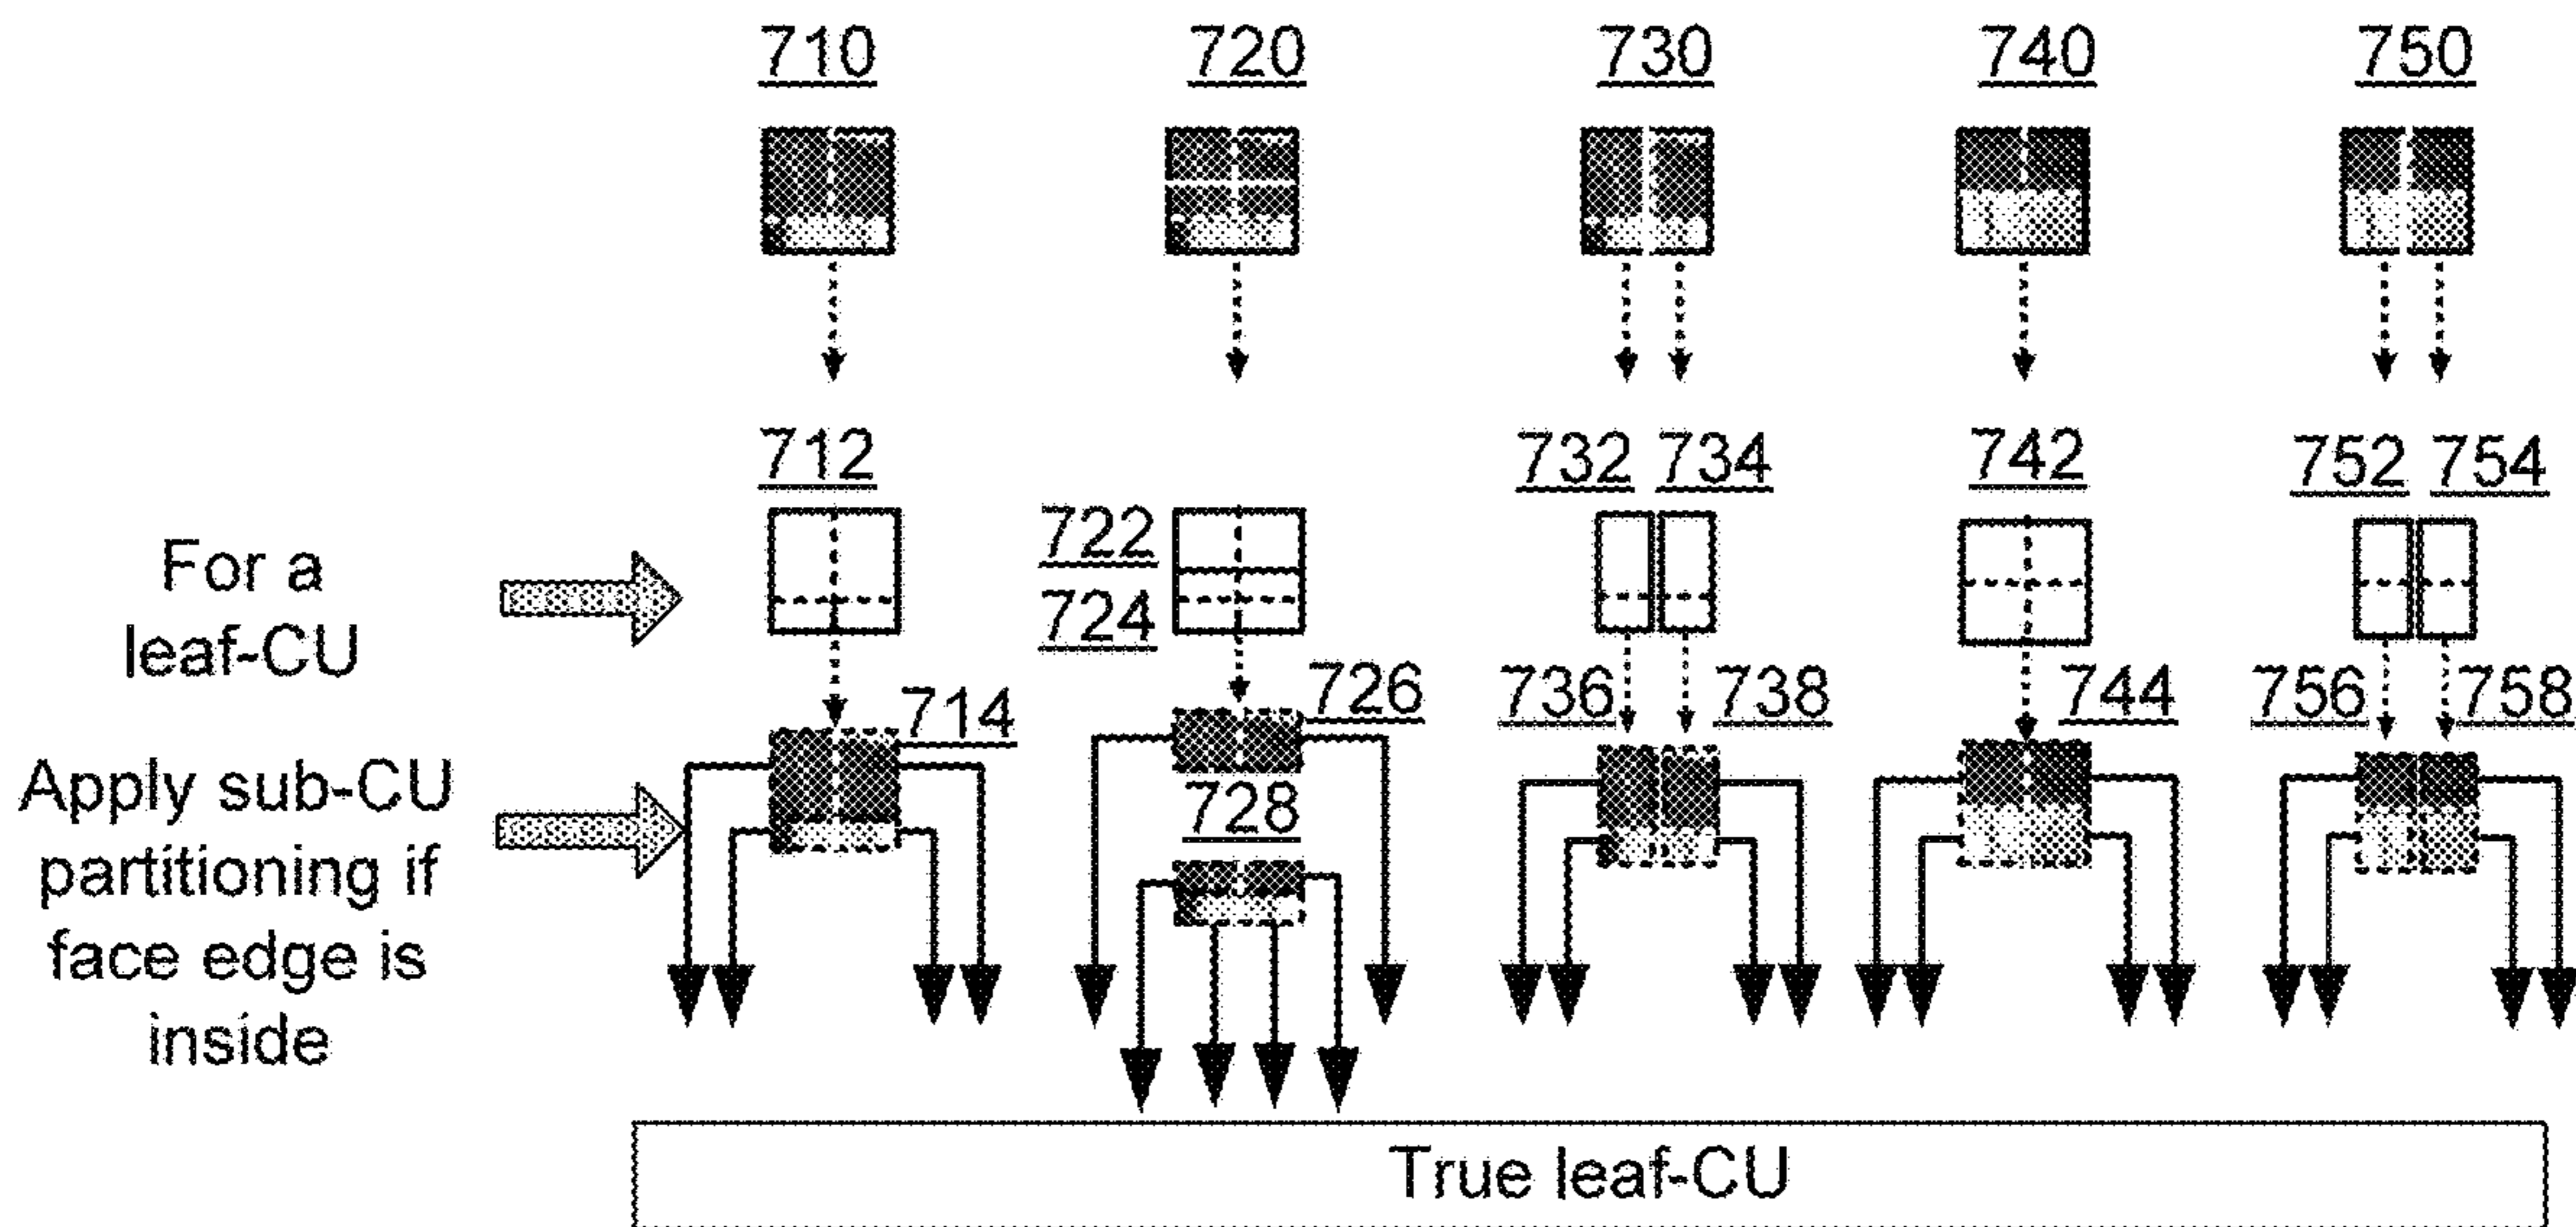 710 720 730 740 750
712 732 734 742 752 754
722
724
For a
leaf-CU
714 726 736 738 744 756 758
728
Apply sub-CU
partitioning if
face edge is
inside
True leaf-CU